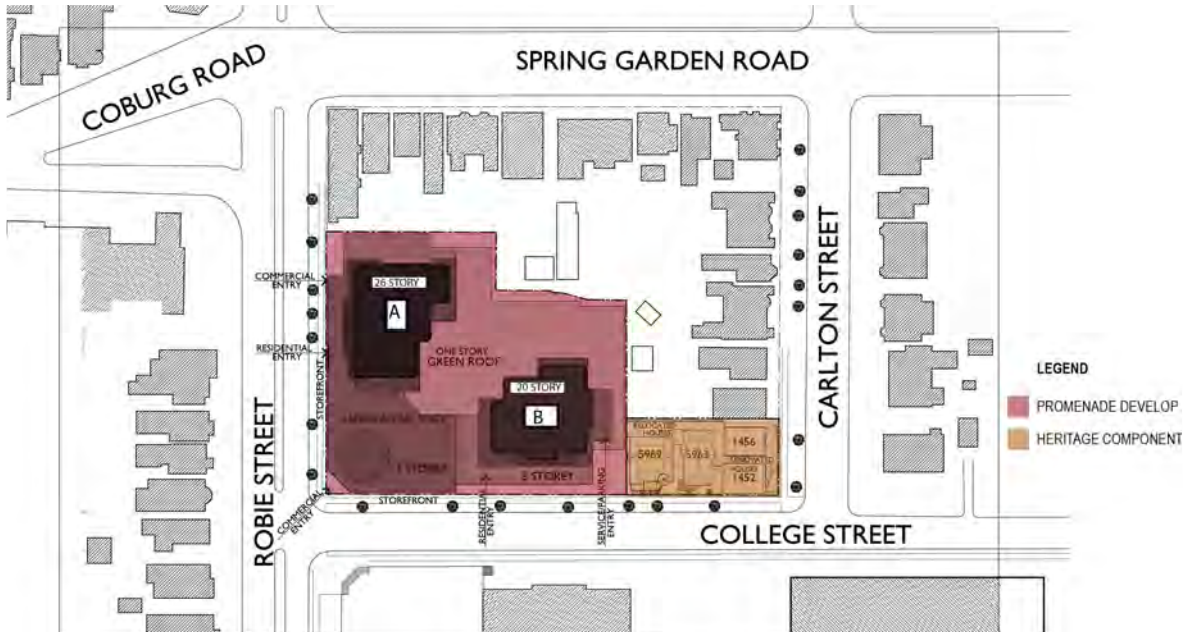 COBURG ROAD
SPRING GARDEN ROAD
CARLTON STREET
ROBIE STREET
COLLEGE STREET
COMMERCIAL
ENTRY
26 STORY
A
RESIDENTIAL
ENTRY
ONE STORY
GREEN ROOF
STOREFRONT
20 STORY
B
3 STOREY
STOREFRONT
COMMERCIAL
ENTRY
RESIDENTIAL
ENTRY
SERVICE/PARKING
ENTRY
HOUSE
5969
5963
1456
1452
LEGEND
PROMENADE DEVELOP
HERITAGE COMPONENT